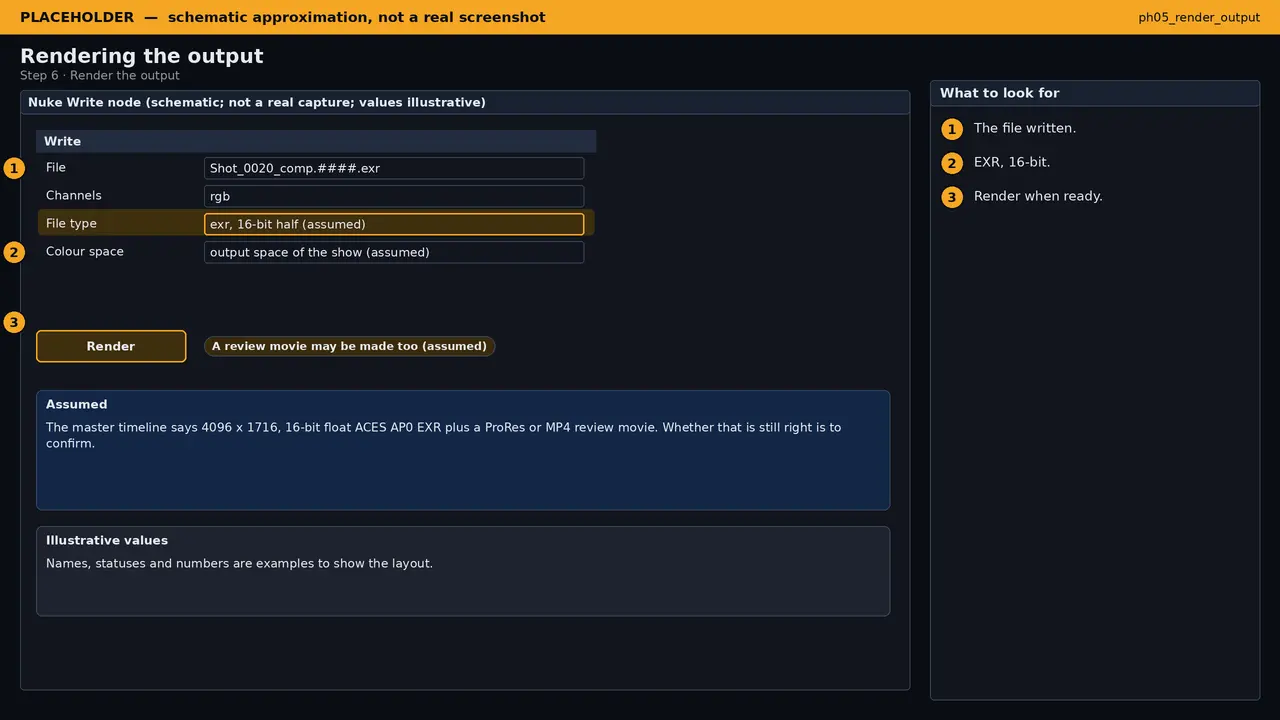 PLACEHOLDER — schematic approximation, not a real screenshot
ph05_render_output
Rendering the output
Step 6 · Render the output
Nuke Write node (schematic; not a real capture; values illustrative)
Write
1
File
Shot_0020_comp.####.exr
Channels
rgb
File type
exr, 16-bit half (assumed)
2
Colour space
output space of the show (assumed)
3
Render
A review movie may be made too (assumed)
Assumed
The master timeline says 4096 x 1716, 16-bit float ACES AP0 EXR plus a ProRes or MP4 review movie. Whether that is still right is to
confirm.
Illustrative values
Names, statuses and numbers are examples to show the layout.
What to look for
1 The file written.
2 EXR, 16-bit.
3 Render when ready.